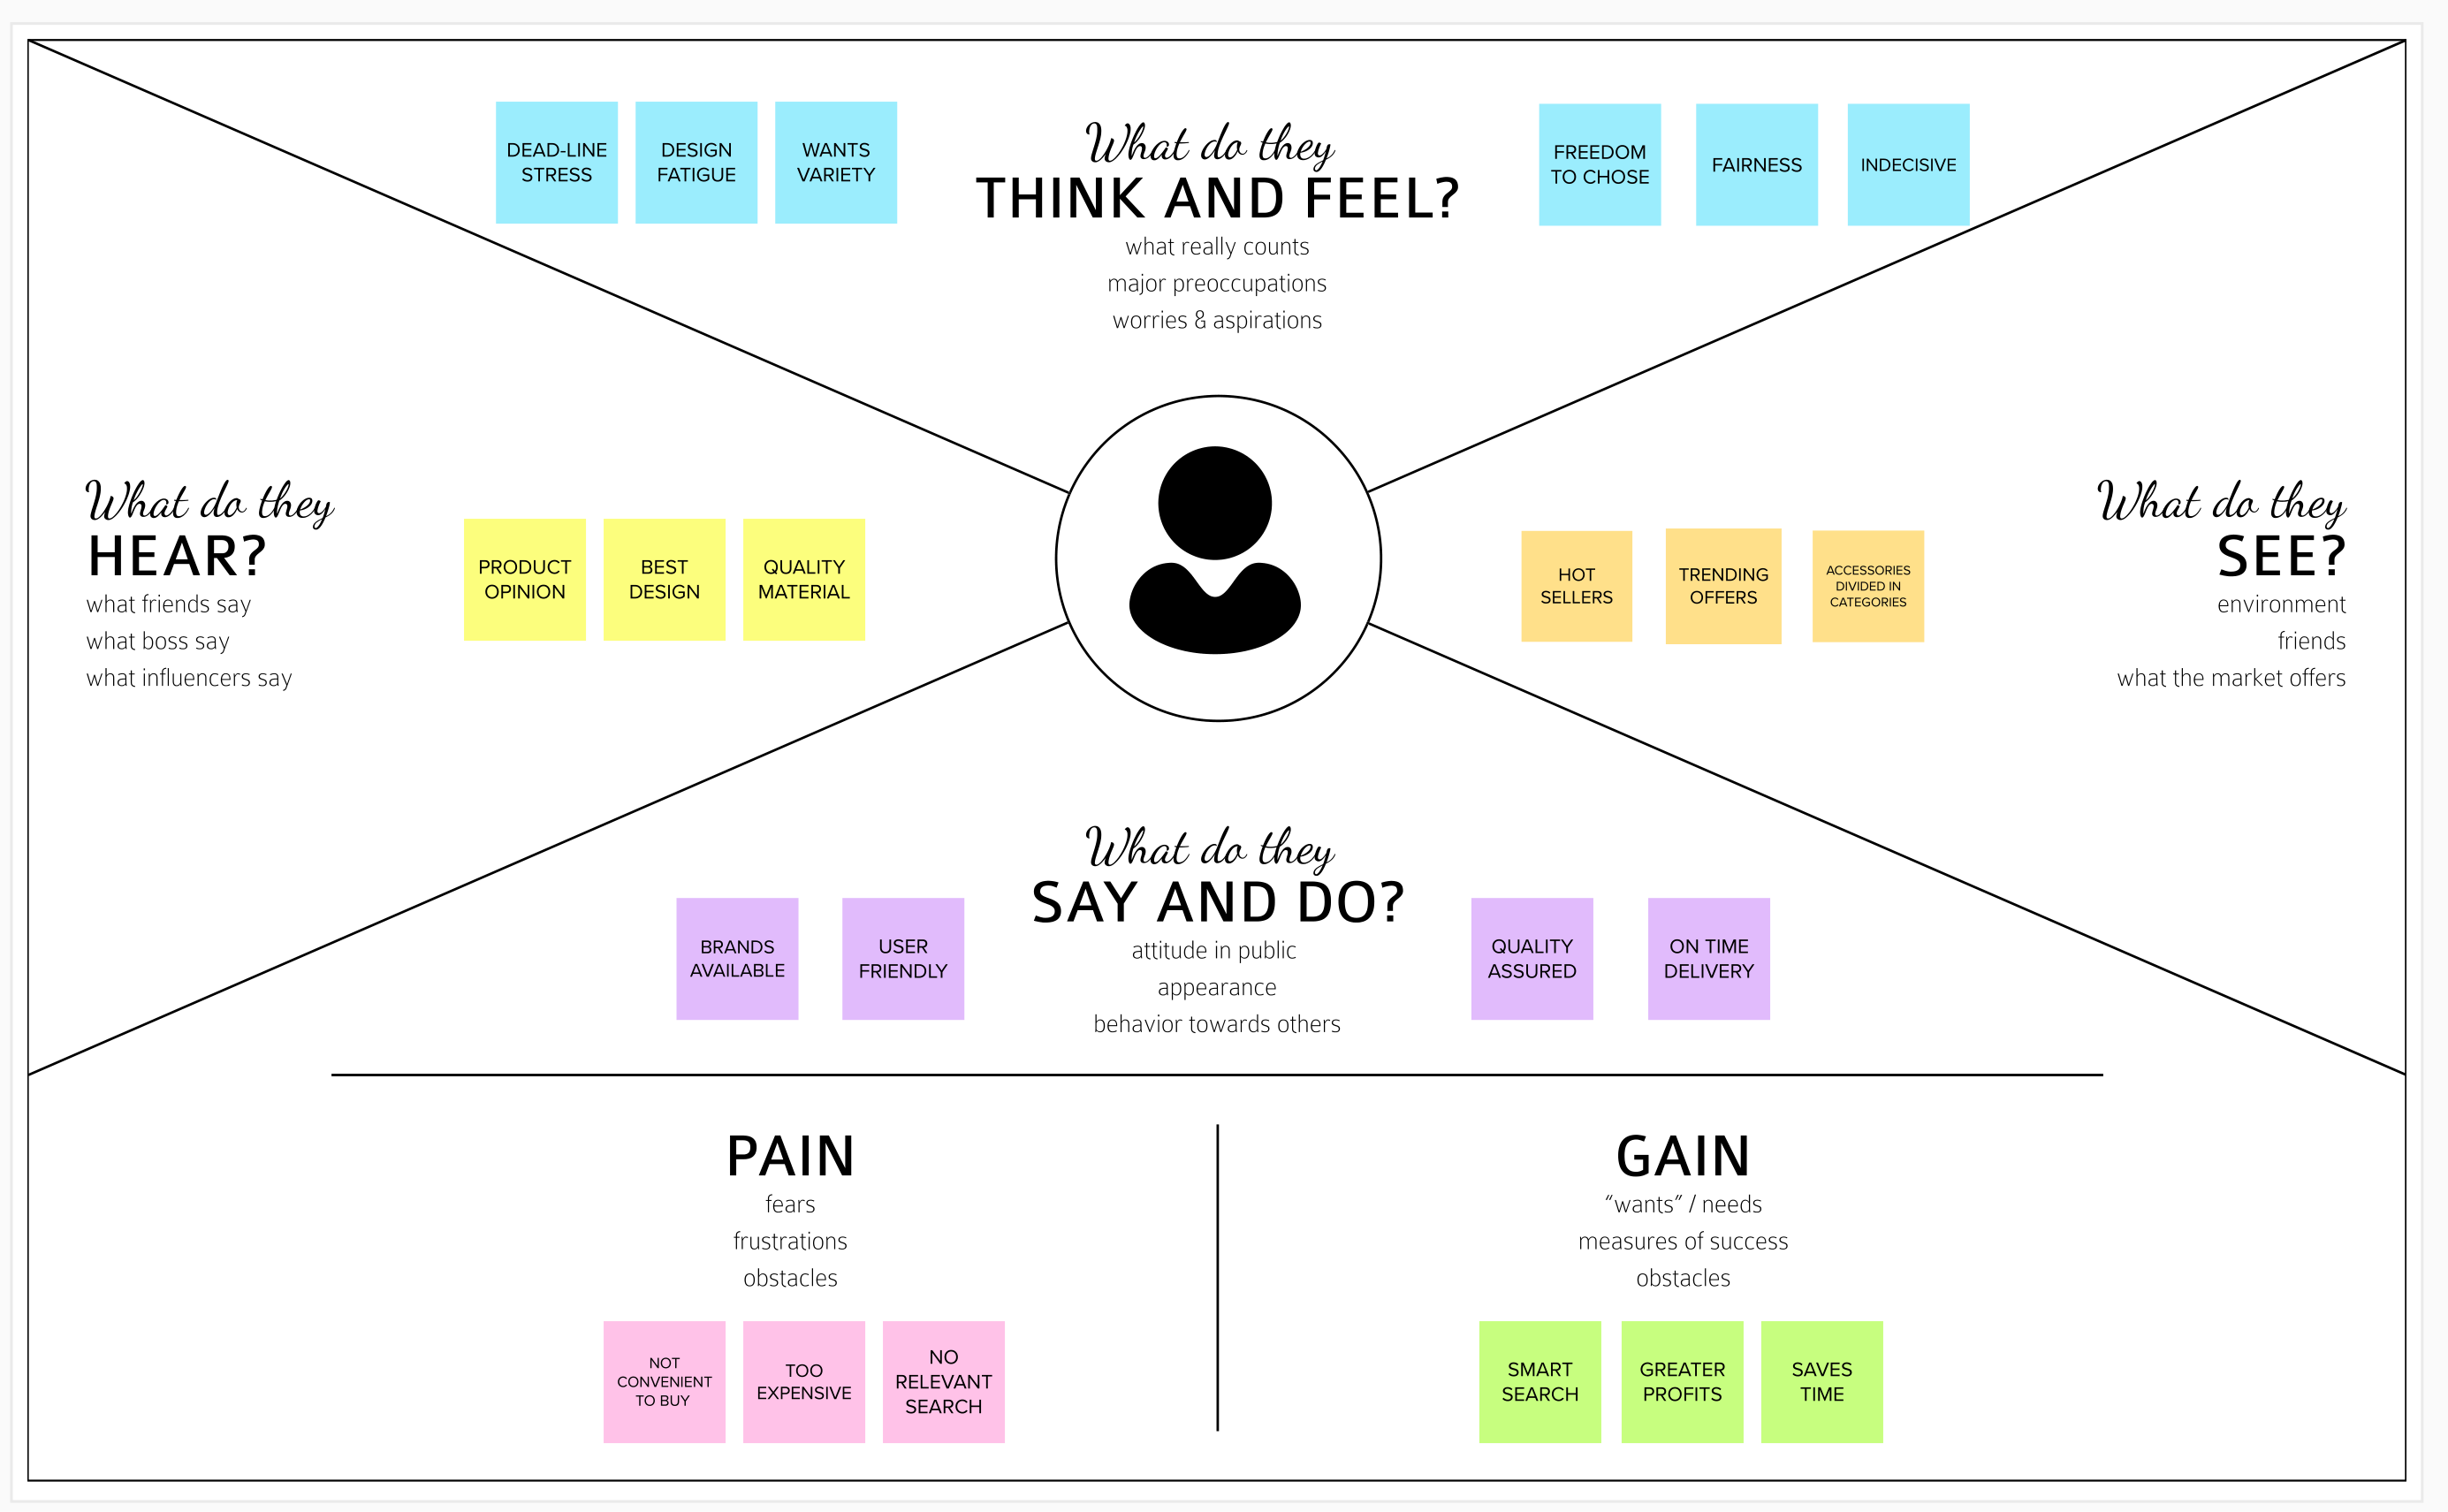 DEAD-LINE
STRESS
DESIGN
FATIGUE
WANTS
VARIETY
What do they
THINK AND FEEL?
what really counts
major preoccupations
worries & aspirations
FREEDOM
TO CHOSE
FAIRNESS
INDECISIVE
What do they
HEAR?
what friends say
what boss say
what influencers say
PRODUCT
OPINION
BEST
DESIGN
QUALITY
MATERIAL
HOT
SELLERS
TRENDING
OFFERS
ACCESSORIES
DIVIDED IN
CATEGORIES
What do they
SEE?
environment
friends
what the market offers
What do they
SAY AND DO?
attitude in public
appearance
behavior towards others
BRANDS
AVAILABLE
USER
FRIENDLY
QUALITY
ASSURED
ON TIME
DELIVERY
PAIN
fears
frustrations
obstacles
NOT
CONVENIENT
TO BUY
TOO
EXPENSIVE
NO
RELEVANT
SEARCH
GAIN
“wants” / needs
measures of success
obstacles
SMART
SEARCH
GREATER
PROFITS
SAVES
TIME